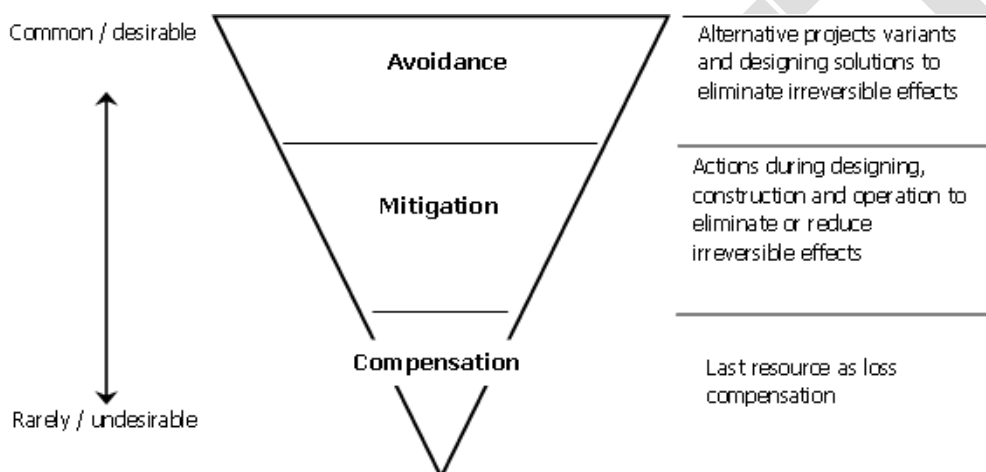 Common / desirable
Avoidance
Alternative projects variants
and designing solutions to
eliminate irreversible effects
Mitigation
Actions during designing,
construction and operation to
eliminate or reduce
irreversible effects
Compensation
Last resource as loss
compensation
Rarely / undesirable